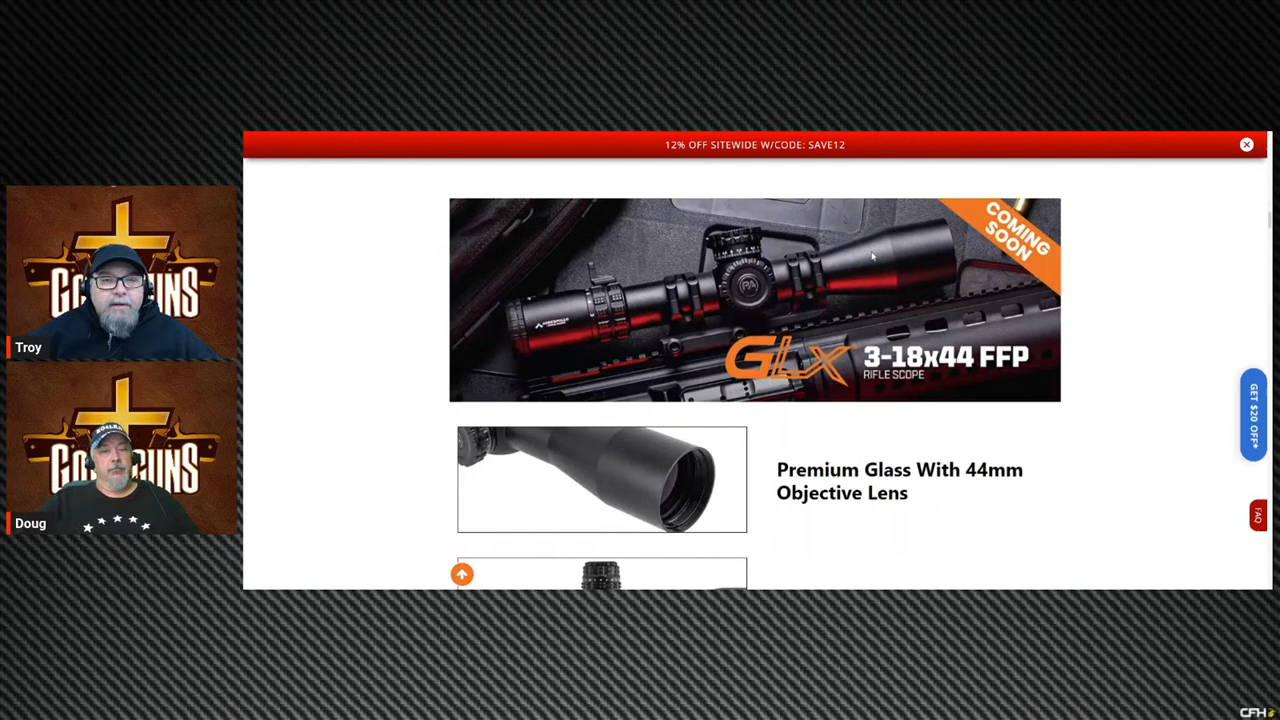 12% OFF SITEWIDE W/CODE: SAVE12
COMING
SOON
PA
GLX
3-18x44 FFP
RIFLE SCOPE
Premium Glass With 44mm
Objective Lens
GET $20 OFF*
FAQ
Troy
Doug
CFH